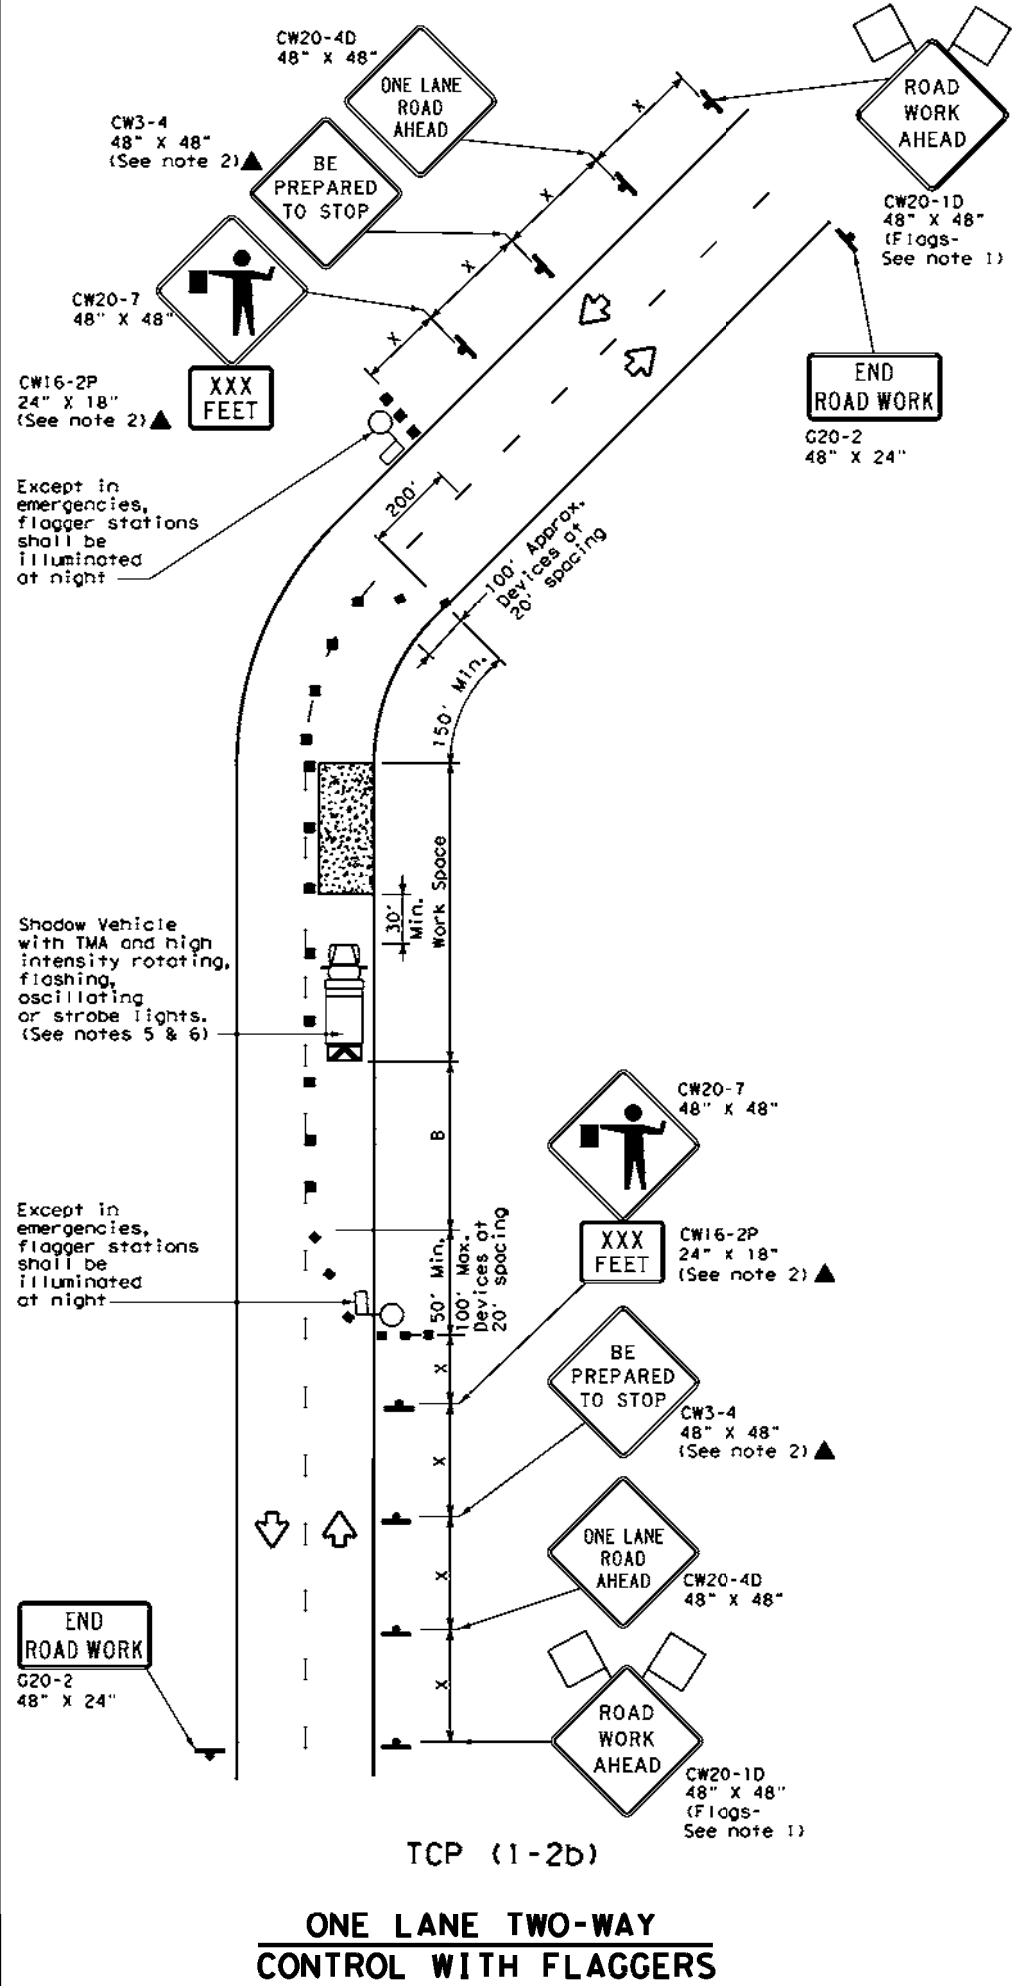 CW20-4D
48" X 48"
ONE LANE
ROAD
AHEAD
X
ROAD
WORK
AHEAD
CW3-4
48" X 48"
(See note 2)
BE
PREPARED
TO STOP
X
CW20-1D
48" X 48"
(Flags-
See note 1)
X
CW20-7
48" X 48"
X
XXX
FEET
CW16-2P
24" X 18"
(See note 2)
END
ROAD WORK
G20-2
48" X 24"
Except in
emergencies,
flagger stations
shall be
illuminated
at night
200'
100' Approx.
Devices at
20' spacing
150' Min.
Work Space
30'
Min.
Shadow Vehicle
with TMA and high
intensity rotating,
flashing,
oscillating
or strobe lights.
(See notes 5 & 6)
B
CW20-7
48" X 48"
XXX
FEET
CW16-2P
24" X 18"
(See note 2)
Except in
emergencies,
flagger stations
shall be
illuminated
at night
50' Min.
100' Max.
Devices at
20' spacing
X
BE
PREPARED
TO STOP
CW3-4
48" X 48"
(See note 2)
X
ONE LANE
ROAD
AHEAD
CW20-4D
48" X 48"
X
END
ROAD WORK
G20-2
48" X 24"
X
ROAD
WORK
AHEAD
CW20-1D
48" X 48"
(Flags-
See note 1)
TCP (1-2b)
ONE LANE TWO-WAY
CONTROL WITH FLAGGERS